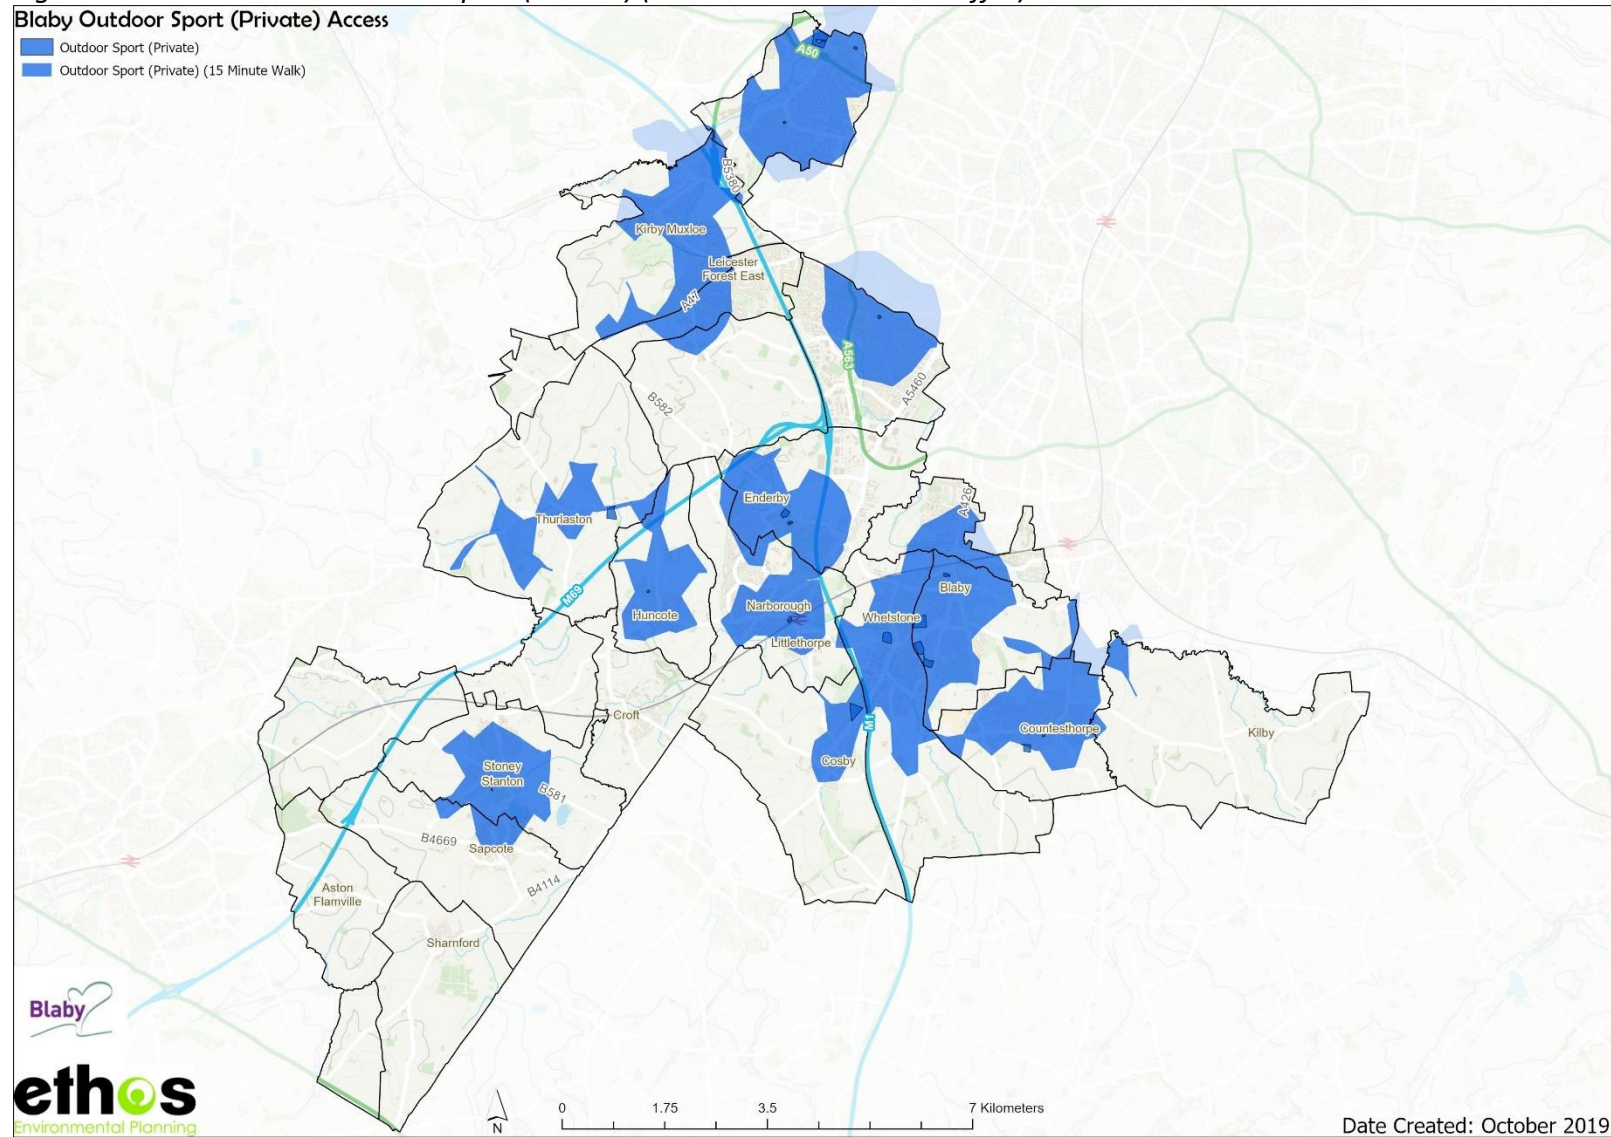 Blaby Outdoor Sport (Private) Access
Outdoor Sport (Private)
Outdoor Sport (Private) (15 Minute Walk)
A50
B5380
Kirby Muxloe
Leicester
Forest East
A47
A563
A5460
B582
Enderby
A426
Thurlaston
M69
Blaby
Huncote
Narborough
Whetstone
Littlethorpe
Croft
M1
Countesthorpe
Kilby
Cosby
Stoney
Stanton
B581
B4669
Sapcote
B4114
Aston
Flamville
Sharnford
Blaby
ethos
Environmental Planning
N
0 1.75 3.5 7 Kilometers
Date Created: October 2019